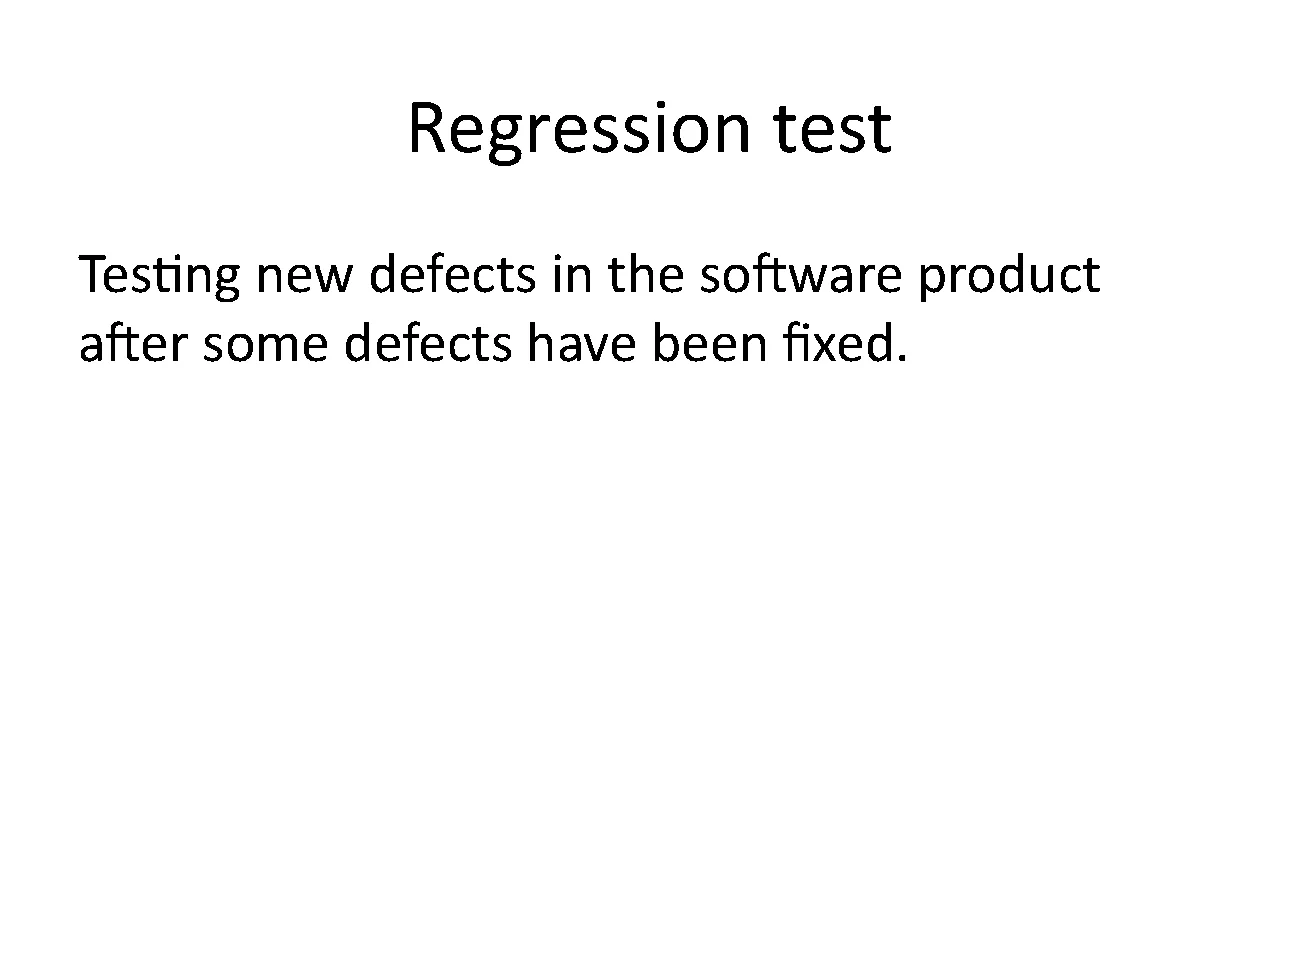 Regression test
Testing new defects in the software product
after some defects have been fixed.